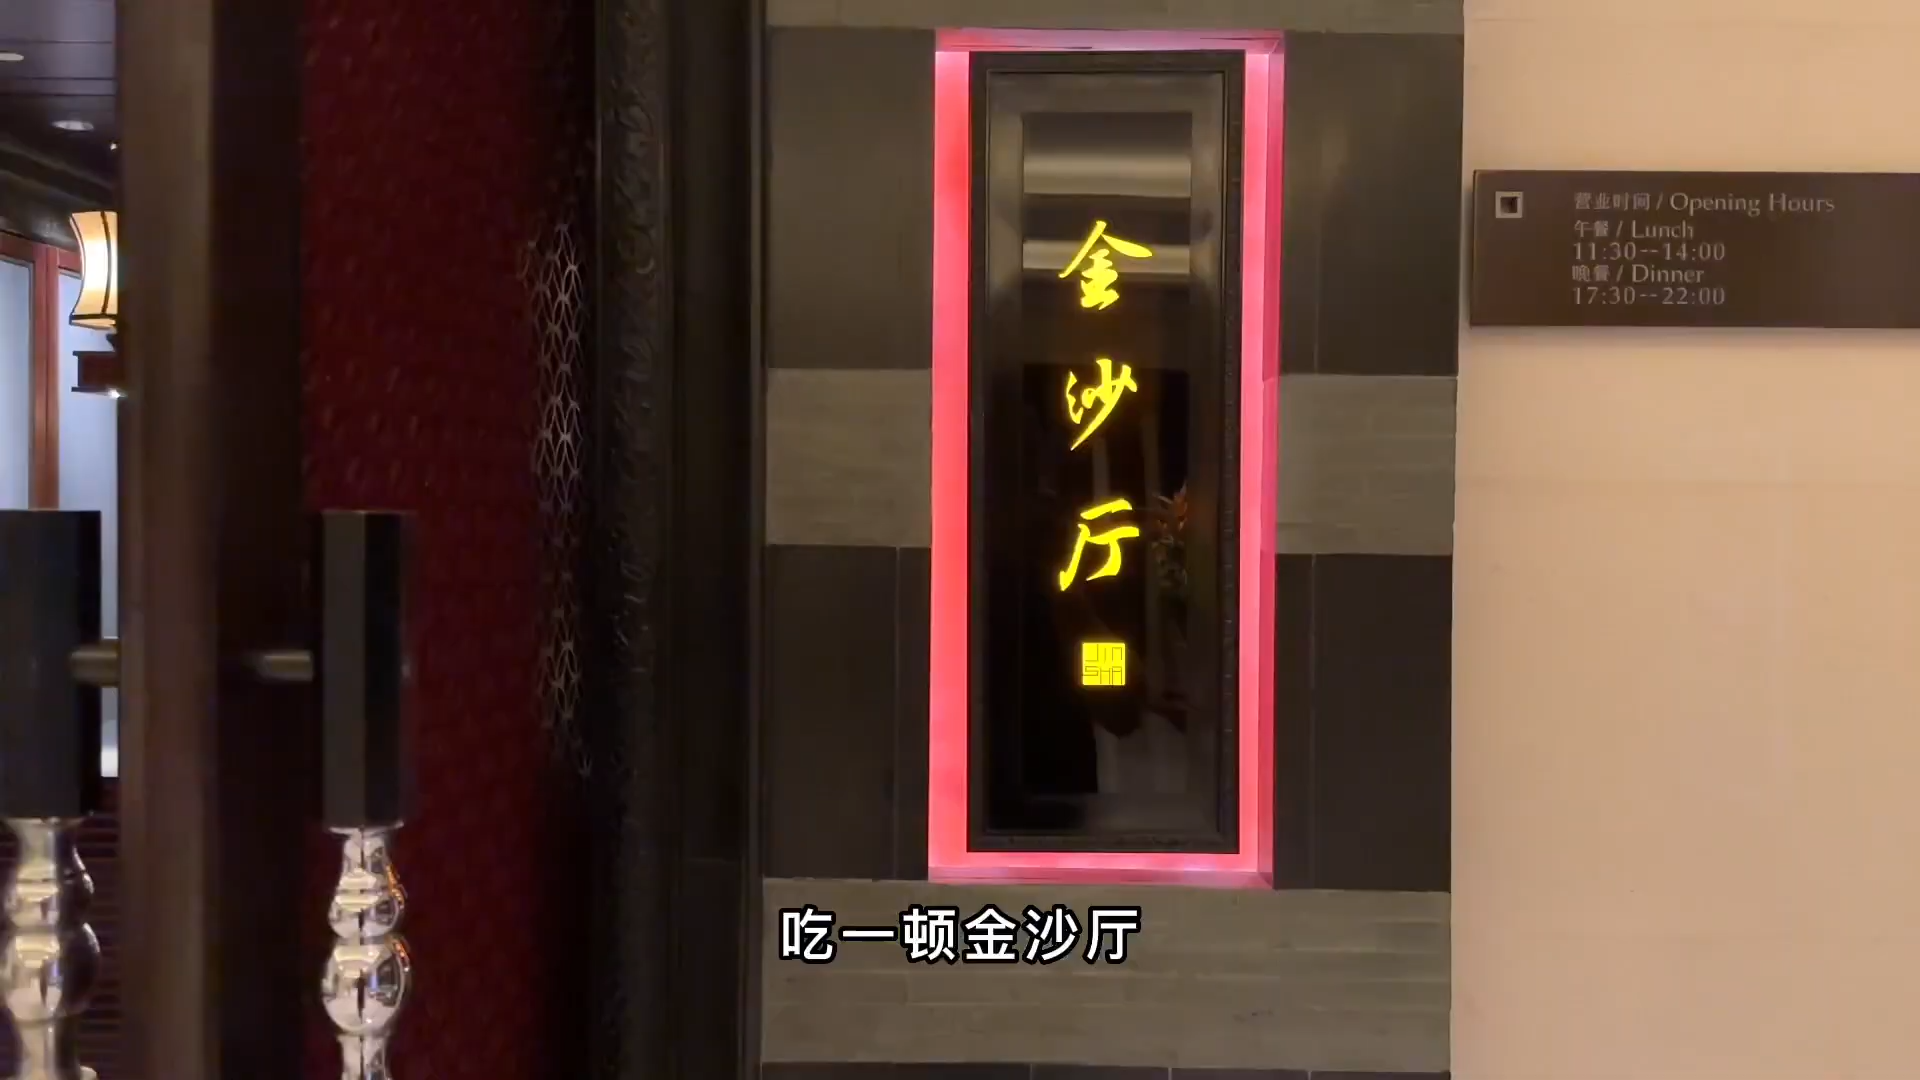 金沙厅
JIN
SHA
营业时间 / Opening Hours
午餐 / Lunch
11:30--14:00
晚餐 / Dinner
17:30--22:00
吃一顿金沙厅